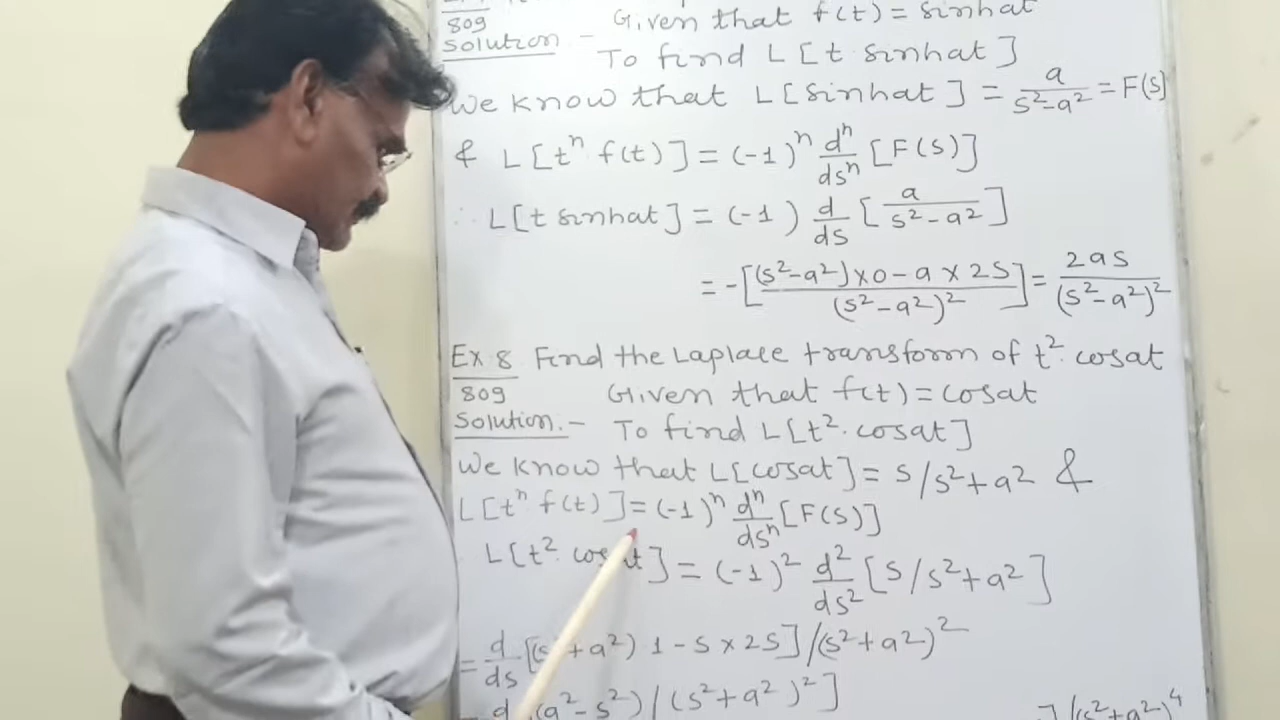 809 Given that f(t) = sinhat
Solution - To find L[t sinhat]
We know that L[sinhat] = a/s²-a² = F(s)
& L[tⁿ f(t)] = (-1)ⁿ dⁿ/dsⁿ [F(s)]
∴ L[t sinhat] = (-1) d/ds [a/s²-a²]
= -[(s²-a²)×0-a×2s/(s²-a²)²] = 2as/(s²-a²)²
Ex 8 Find the Laplace transform of t². cosat
809 Given that f(t) = cosat
Solution.- To find L[t². cosat]
We know that L[cosat] = s/s²+a² &
L[tⁿ f(t)] = (-1)ⁿ dⁿ/dsⁿ [F(s)]
L[t². cosat] = (-1)² d²/ds² [s/s²+a²]
= d/ds [(s²+a²) 1-s×2s]/(s²+a²)²
d (a²-s²)/(s²+a²)²]
]/(s²+a²)⁴